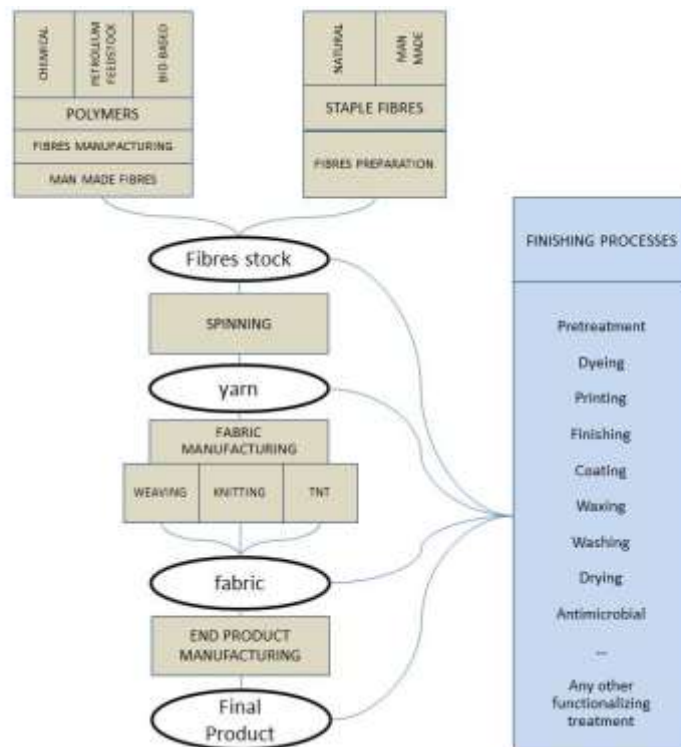 CHEMICAL
PETROLEUM
FEEDSTOCK
BIO BASED
POLYMERS
FIBRES MANUFACTURING
MAN MADE FIBRES
NATURAL
MAN
MADE
STAPLE FIBRES
FIBRES PREPARATION
Fibres stock
SPINNING
yarn
FABRIC
MANUFACTURING
WEAVING
KNITTING
TNT
fabric
END PRODUCT
MANUFACTURING
Final
Product
FINISHING PROCESSES
Pretreatment
Dyeing
Printing
Finishing
Coating
Waxing
Washing
Drying
Antimicrobial
...
Any other
functionalizing
treatment